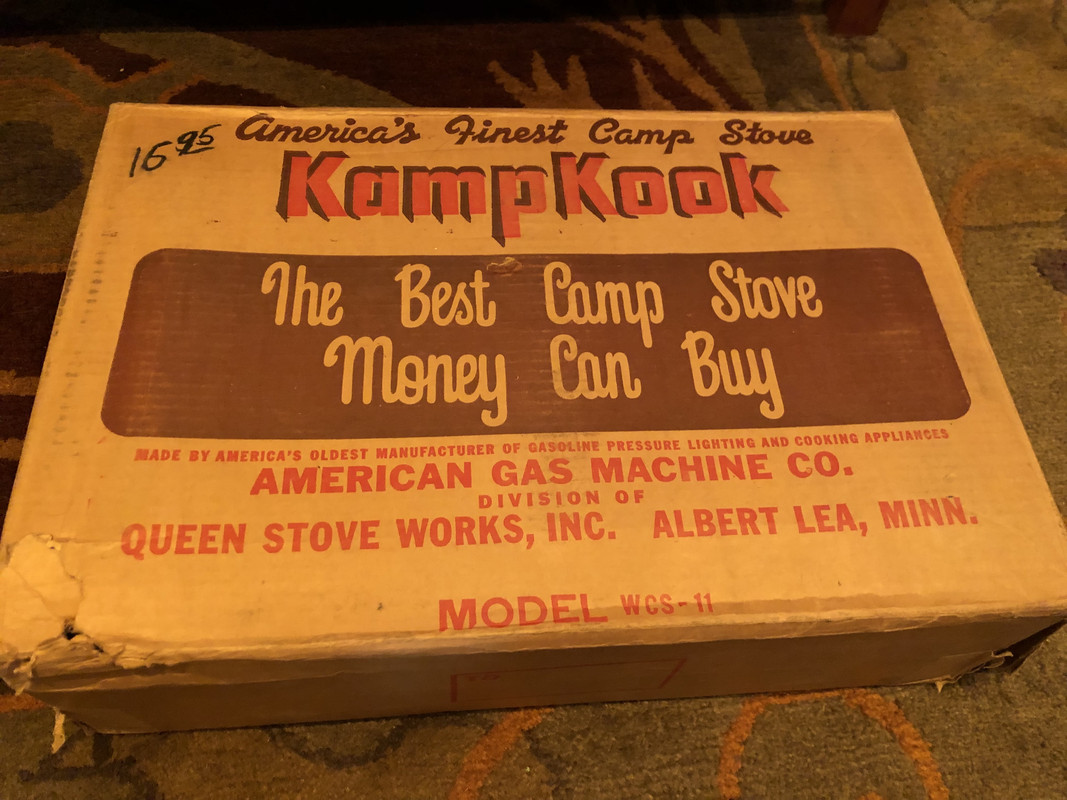 16 95
America's Finest Camp Stove
KampKook
The Best Camp Stove
Money Can Buy
MADE BY AMERICA'S OLDEST MANUFACTURER OF GASOLINE PRESSURE LIGHTING AND COOKING APPLIANCES
AMERICAN GAS MACHINE CO.
DIVISION OF
QUEEN STOVE WORKS, INC. ALBERT LEA, MINN.
MODEL WCS-11